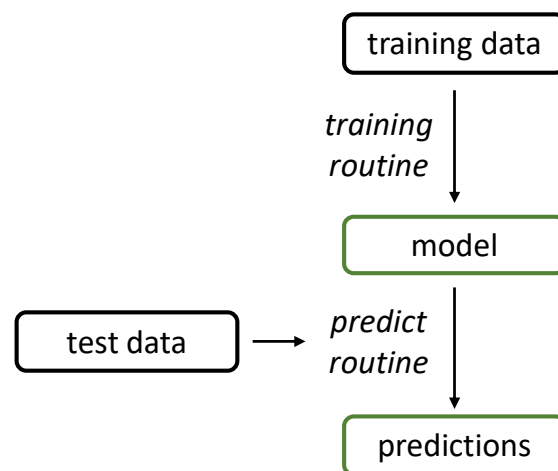 training data
training
routine
model
test data
predict
routine
predictions